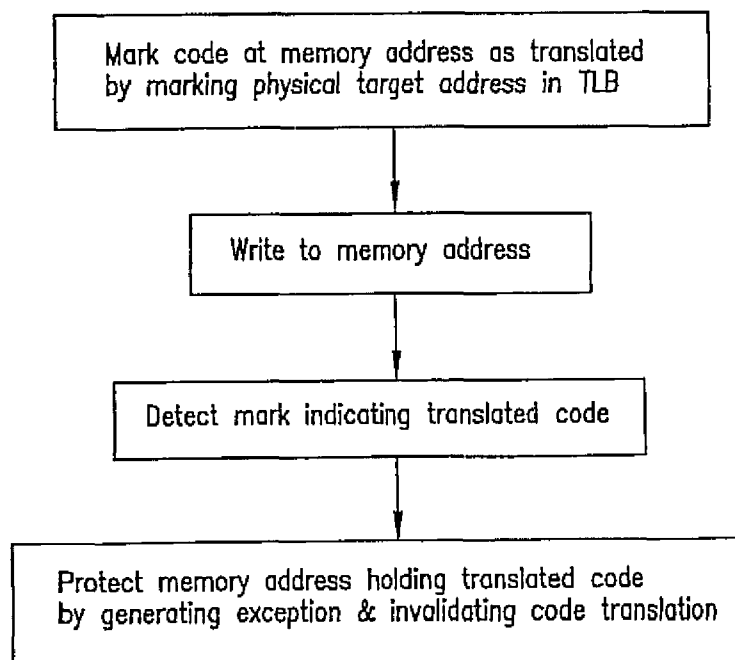 Mark code at memory address as translated
by marking physical target address in TLB
Write to memory address
Detect mark indicating translated code
Protect memory address holding translated code
by generating exception & invalidating code translation